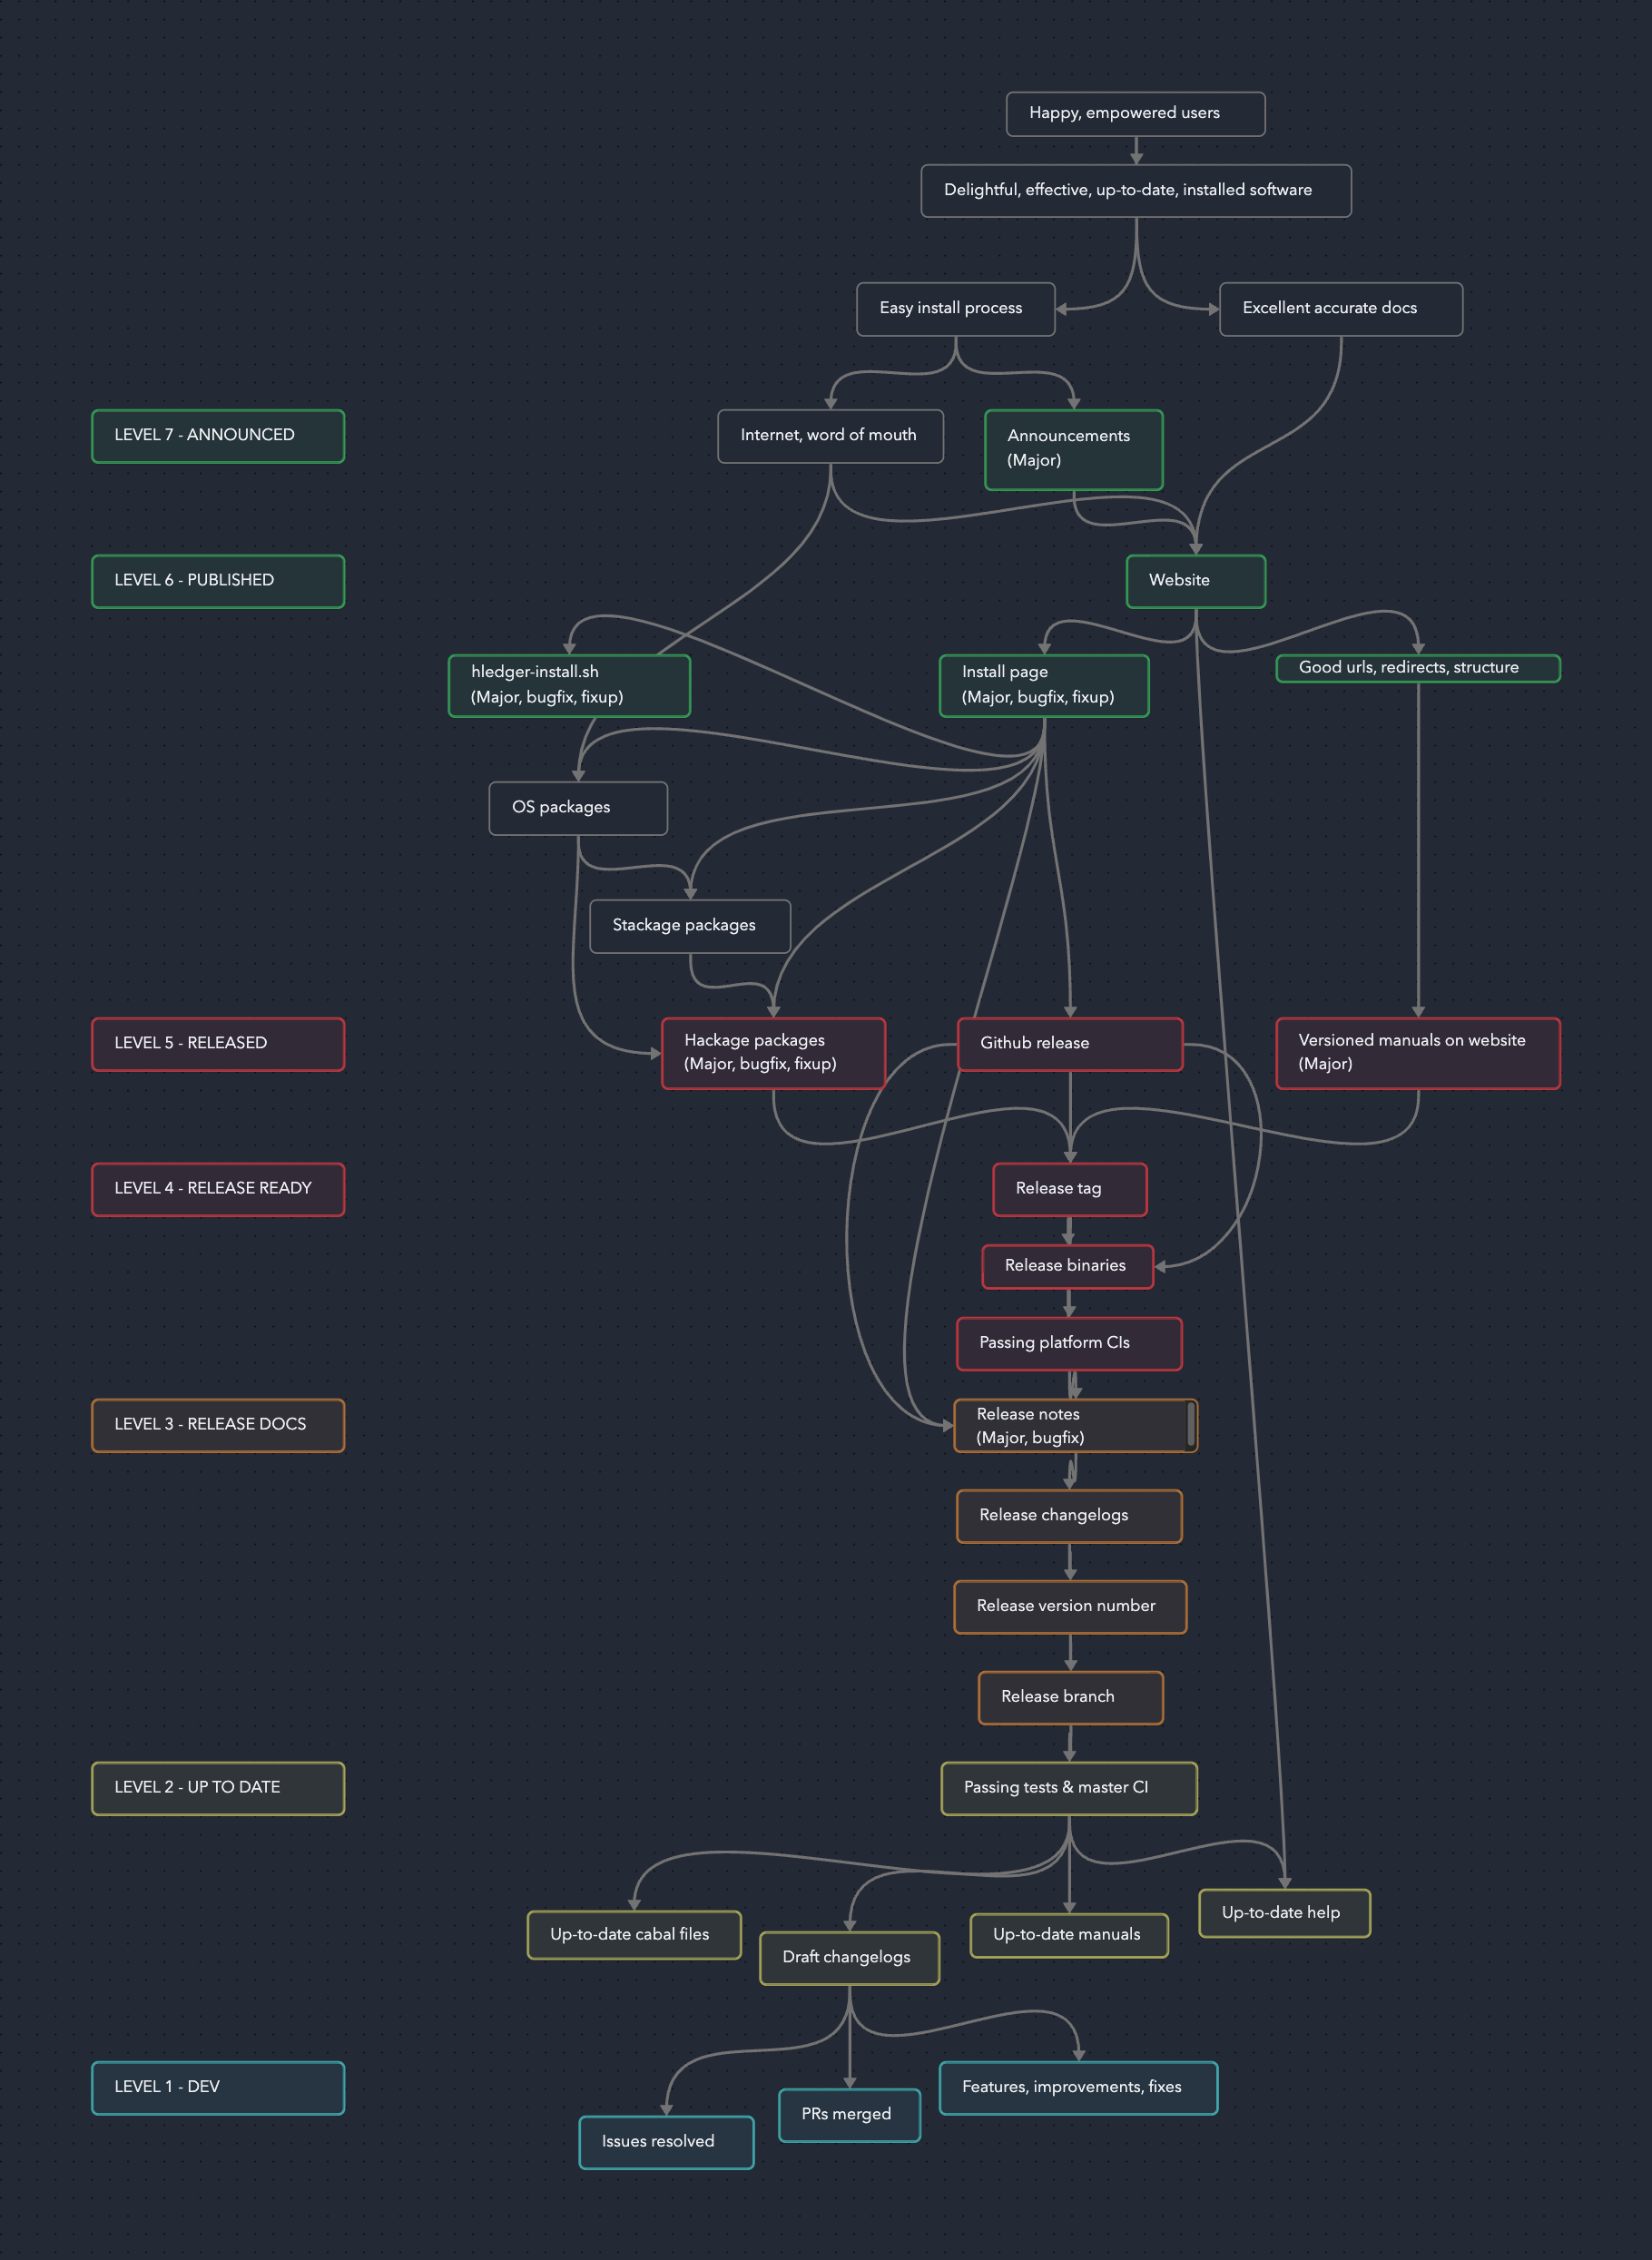 Happy, empowered users
Delightful, effective, up-to-date, installed software
Easy install process
Excellent accurate docs
LEVEL 7 - ANNOUNCED
Internet, word of mouth
Announcements
(Major)
LEVEL 6 - PUBLISHED
Website
hledger-install.sh
(Major, bugfix, fixup)
Install page
(Major, bugfix, fixup)
Good urls, redirects, structure
OS packages
Stackage packages
LEVEL 5 - RELEASED
Hackage packages
(Major, bugfix, fixup)
Github release
Versioned manuals on website
(Major)
LEVEL 4 - RELEASE READY
Release tag
Release binaries
Passing platform CIs
LEVEL 3 - RELEASE DOCS
Release notes
(Major, bugfix)
Release changelogs
Release version number
Release branch
LEVEL 2 - UP TO DATE
Passing tests & master CI
Up-to-date cabal files
Draft changelogs
Up-to-date manuals
Up-to-date help
LEVEL 1 - DEV
Issues resolved
PRs merged
Features, improvements, fixes